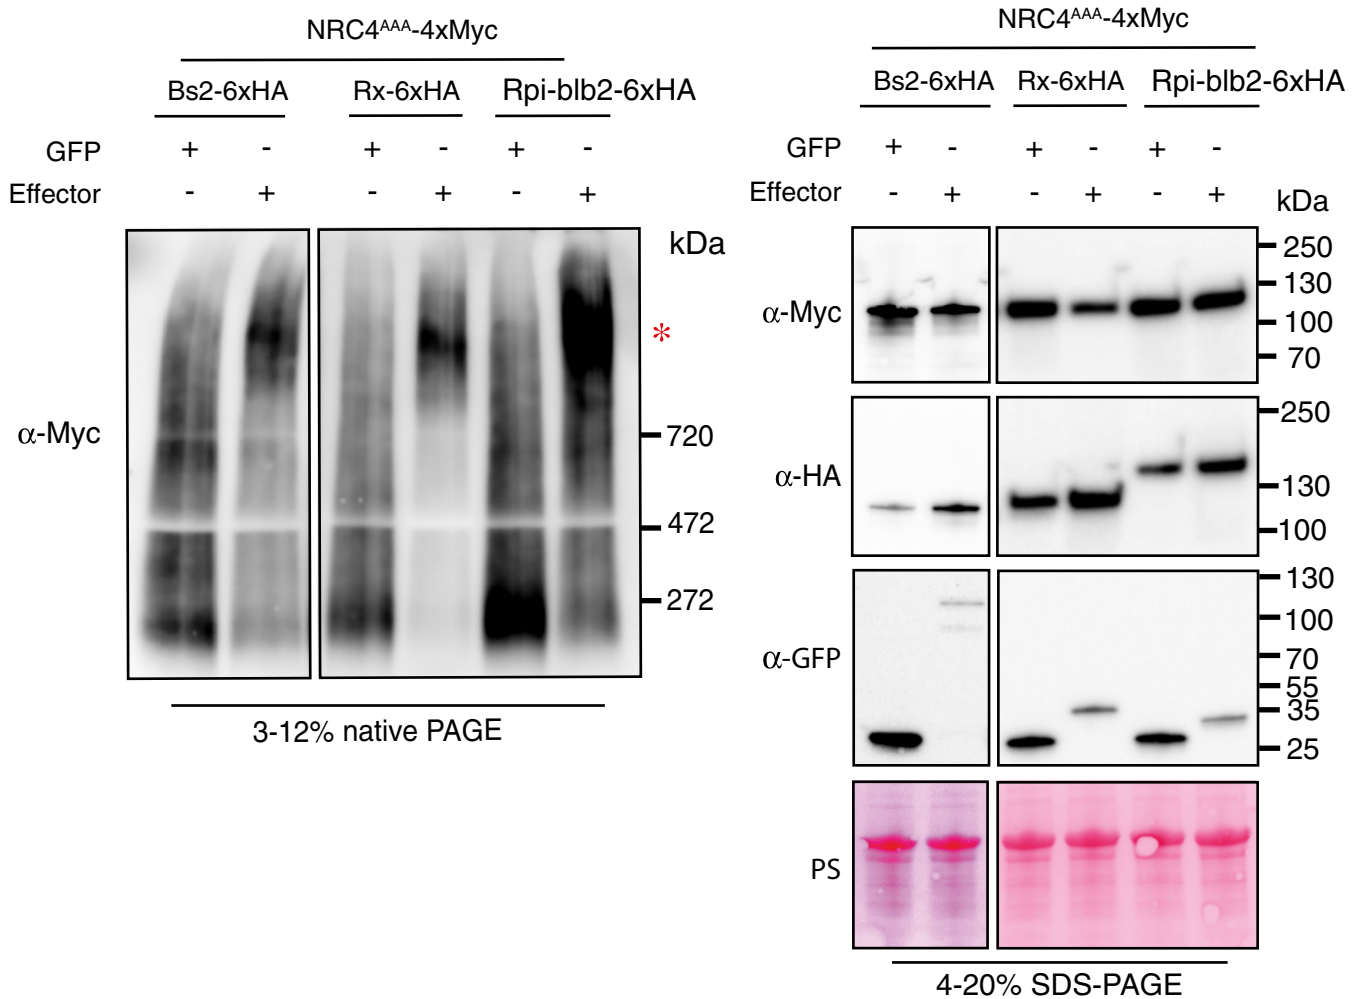 NRC4ᴬᴬᴬ-4xMyc
Bs2-6xHA Rx-6xHA Rpi-blb2-6xHA
GFP + - + - + -
Effector - + - + - +
kDa
*
α-Myc
720
472
272
3-12% native PAGE
NRC4ᴬᴬᴬ-4xMyc
Bs2-6xHA Rx-6xHA Rpi-blb2-6xHA
GFP + - + - + -
Effector - + - + - +
kDa
α-Myc
250
130
100
70
α-HA
250
130
100
α-GFP
130
100
70
55
35
25
PS
4-20% SDS-PAGE